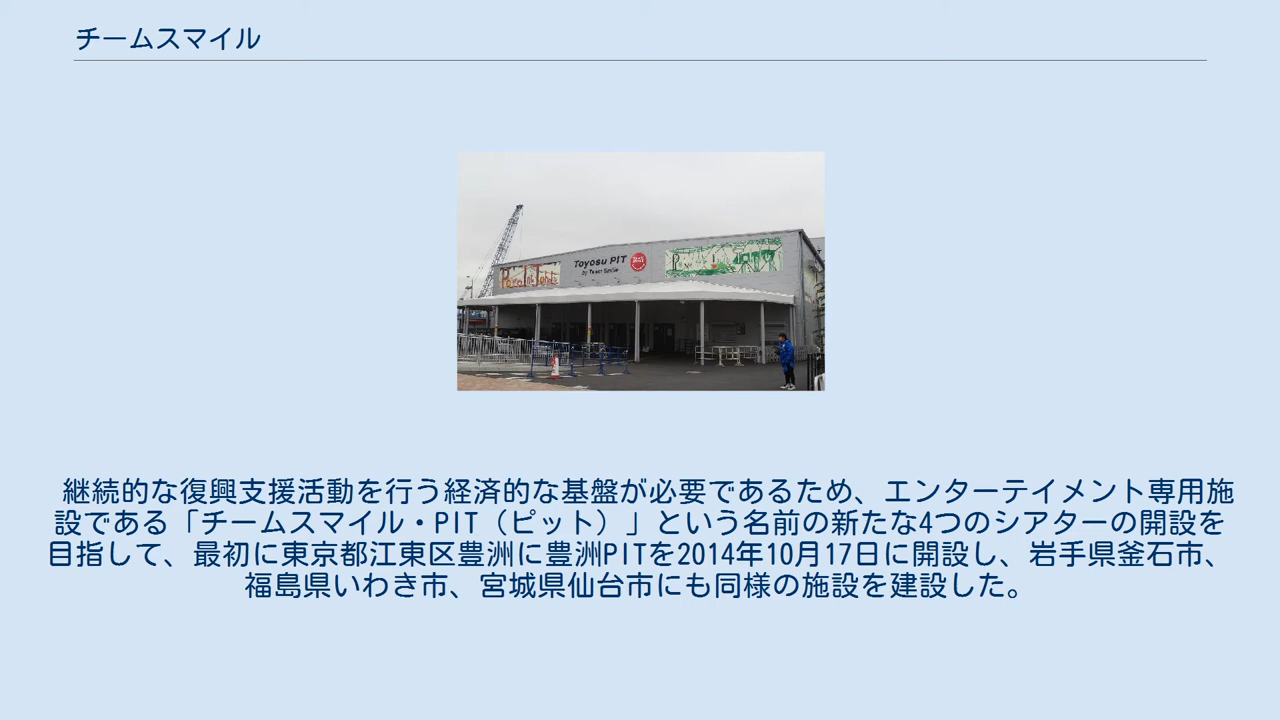 チームスマイル
Toyosu PIT
by Team Smile
継続的な復興支援活動を行う経済的な基盤が必要であるため、エンターテイメント専用施
設である「チームスマイル・PIT（ピット）」という名前の新たな4つのシアターの開設を
目指して、最初に東京都江東区豊洲に豊洲PITを2014年10月17日に開設し、岩手県釜石市、
福島県いわき市、宮城県仙台市にも同様の施設を建設した。